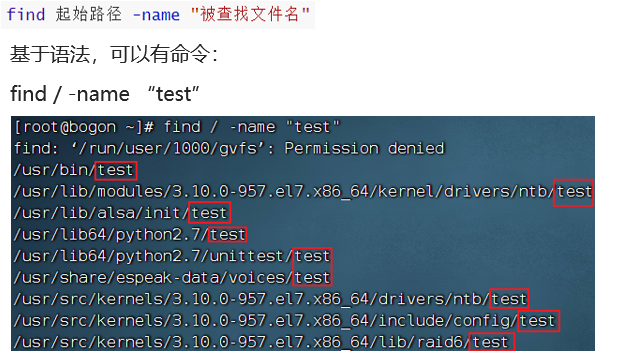 find 起始路径 -name "被查找文件名"
基于语法，可以有命令：
find / -name “test”
[root@bogon ~]# find / -name "test"
find: ‘/run/user/1000/gvfs’: Permission denied
/usr/bin/test
/usr/lib/modules/3.10.0-957.el7.x86_64/kernel/drivers/ntb/test
/usr/lib/alsa/init/test
/usr/lib64/python2.7/test
/usr/lib64/python2.7/unittest/test
/usr/share/espeak-data/voices/test
/usr/src/kernels/3.10.0-957.el7.x86_64/drivers/ntb/test
/usr/src/kernels/3.10.0-957.el7.x86_64/include/config/test
/usr/src/kernels/3.10.0-957.el7.x86_64/lib/raid6/test